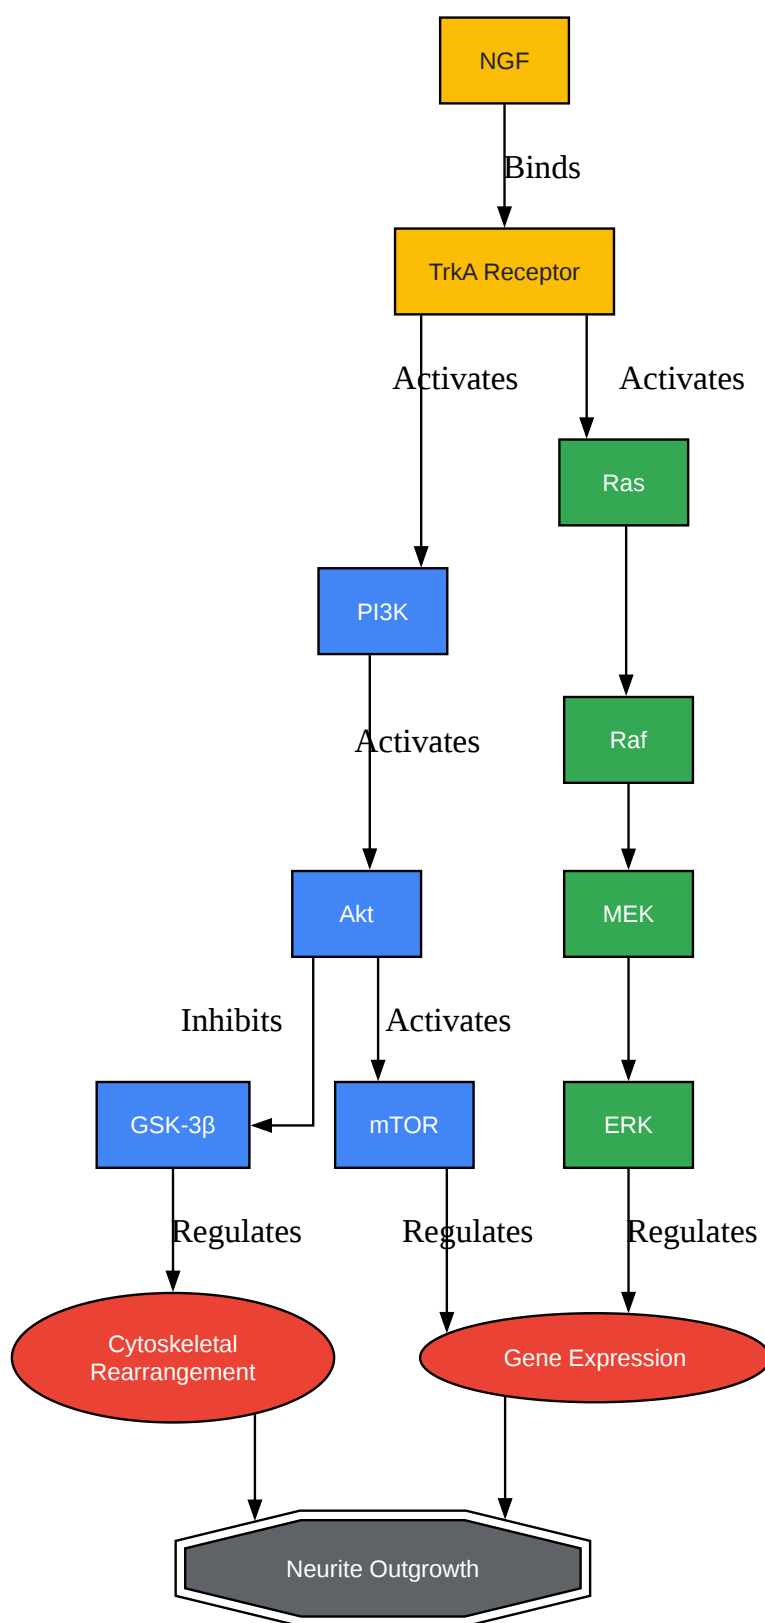 NGF
Binds
TrkA Receptor
Activates
Activates
Ras
PI3K
Raf
Activates
Akt
MEK
Inhibits
Activates
GSK-3β
mTOR
ERK
Regulates
Regulates
Regulates
Cytoskeletal
Rearrangement
Gene Expression
Neurite Outgrowth